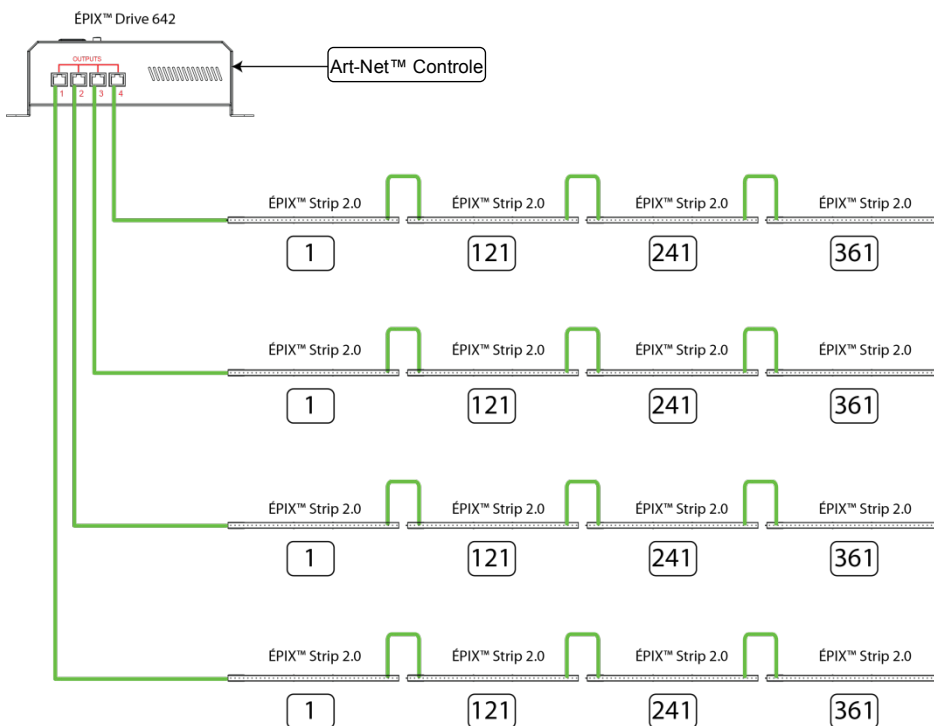 ÉPIX™ Drive 642
OUTPUTS
1 2 3 4
Art-Net™ Controle
ÉPIX™ Strip 2.0 ÉPIX™ Strip 2.0 ÉPIX™ Strip 2.0 ÉPIX™ Strip 2.0
1 121 241 361
ÉPIX™ Strip 2.0 ÉPIX™ Strip 2.0 ÉPIX™ Strip 2.0 ÉPIX™ Strip 2.0
1 121 241 361
ÉPIX™ Strip 2.0 ÉPIX™ Strip 2.0 ÉPIX™ Strip 2.0 ÉPIX™ Strip 2.0
1 121 241 361
ÉPIX™ Strip 2.0 ÉPIX™ Strip 2.0 ÉPIX™ Strip 2.0 ÉPIX™ Strip 2.0
1 121 241 361